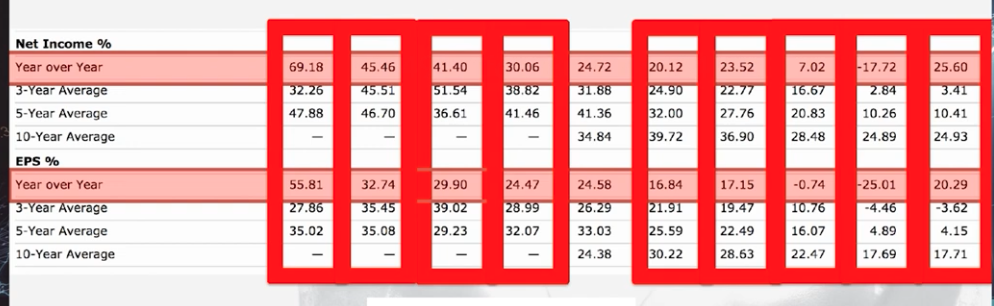 Net Income %
Year over Year 69.18 45.46 41.40 30.06 24.72 20.12 23.52 7.02 -17.72 25.60
3-Year Average 32.26 45.51 51.54 38.82 31.88 24.90 22.77 16.67 2.84 3.41
5-Year Average 47.88 46.70 36.61 41.46 41.36 32.00 27.76 20.83 10.26 10.41
10-Year Average — — — — 34.84 39.72 36.90 28.48 24.89 24.93
EPS %
Year over Year 55.81 32.74 29.90 24.47 24.58 16.84 17.15 -0.74 -25.01 20.29
3-Year Average 27.86 35.45 39.02 28.99 26.29 21.91 19.47 10.76 -4.46 -3.62
5-Year Average 35.02 35.08 29.23 32.07 33.03 25.59 22.49 16.07 4.89 4.15
10-Year Average — — — — 24.38 30.22 28.63 22.47 17.69 17.71